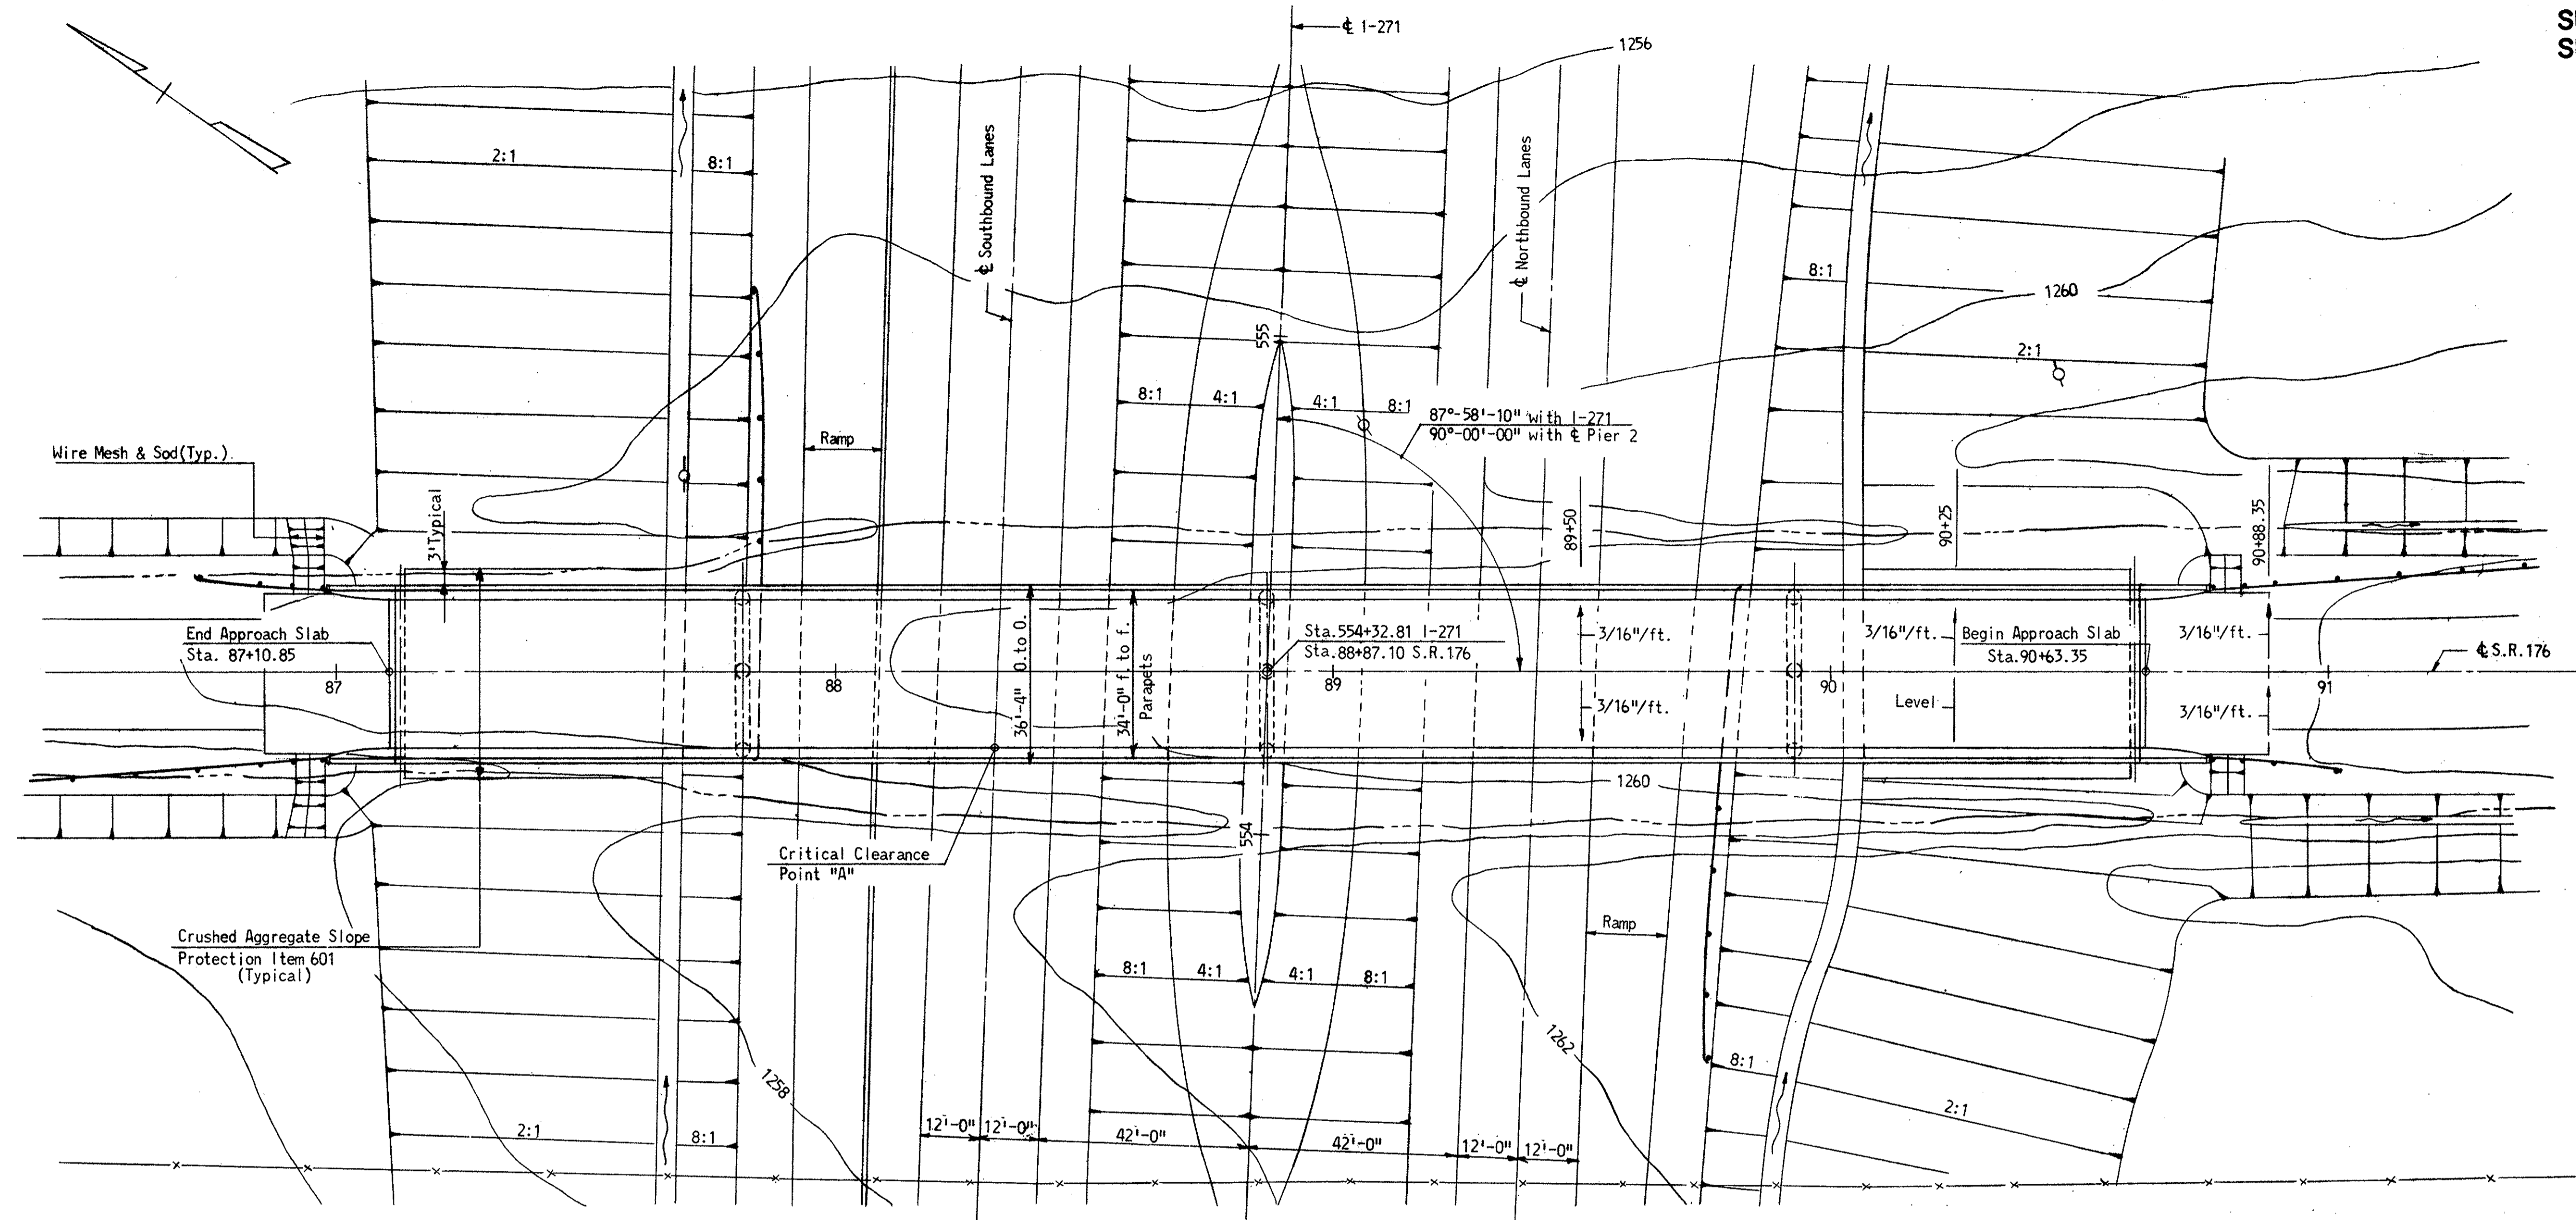 S
S
℄ I-271
1256
℄ Southbound Lanes
℄ Northbound Lanes
2:1
8:1
8:1
1260
2:1
555
8:1
4:1
4:1
8:1
87°-58'-10" with I-271
90°-00'-00" with ℄ Pier 2
Ramp
Wire Mesh & Sod(Typ.)
3' Typical
89+50
90+25
90+88.35
End Approach Slab
Sta. 87+10.85
36'-4" O. to O.
34'-0" f. to f.
Parapets
Sta.554+32.81 I-271
Sta.88+87.10 S.R.176
3/16"/ft.
3/16"/ft.
Begin Approach Slab
Sta.90+63.35
3/16"/ft.
℄ S.R.176
87
88
89
90
91
3/16"/ft.
Level
3/16"/ft.
1260
554
Critical Clearance
Point "A"
Ramp
Crushed Aggregate Slope
Protection Item 601
(Typical)
8:1
4:1
4:1
8:1
1262
1258
8:1
2:1
2:1
8:1
12'-0"
12'-0"
42'-0"
42'-0"
12'-0"
12'-0"